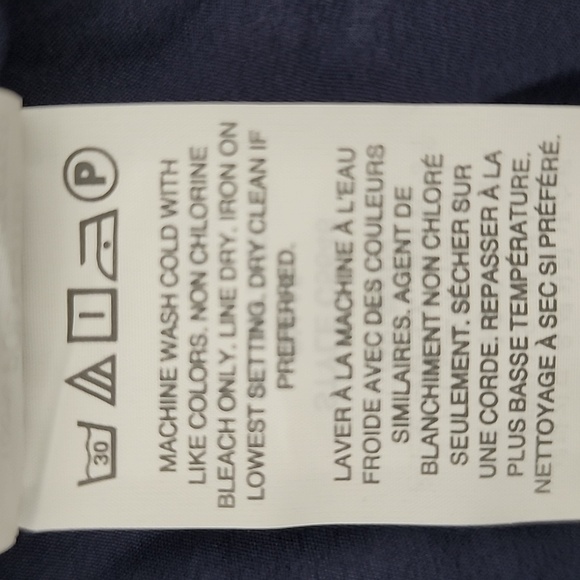 30 P
MACHINE WASH COLD WITH
LIKE COLORS. NON CHLORINE
BLEACH ONLY. LINE DRY. IRON ON
LOWEST SETTING. DRY CLEAN IF
PREFERRED.
LAVER À LA MACHINE À L'EAU
FROIDE AVEC DES COULEURS
SIMILAIRES. AGENT DE
BLANCHIMENT NON CHLORÉ
SEULEMENT. SÉCHER SUR
UNE CORDE. REPASSER À LA
PLUS BASSE TEMPÉRATURE.
NETTOYAGE À SEC SI PRÉFÉRÉ.